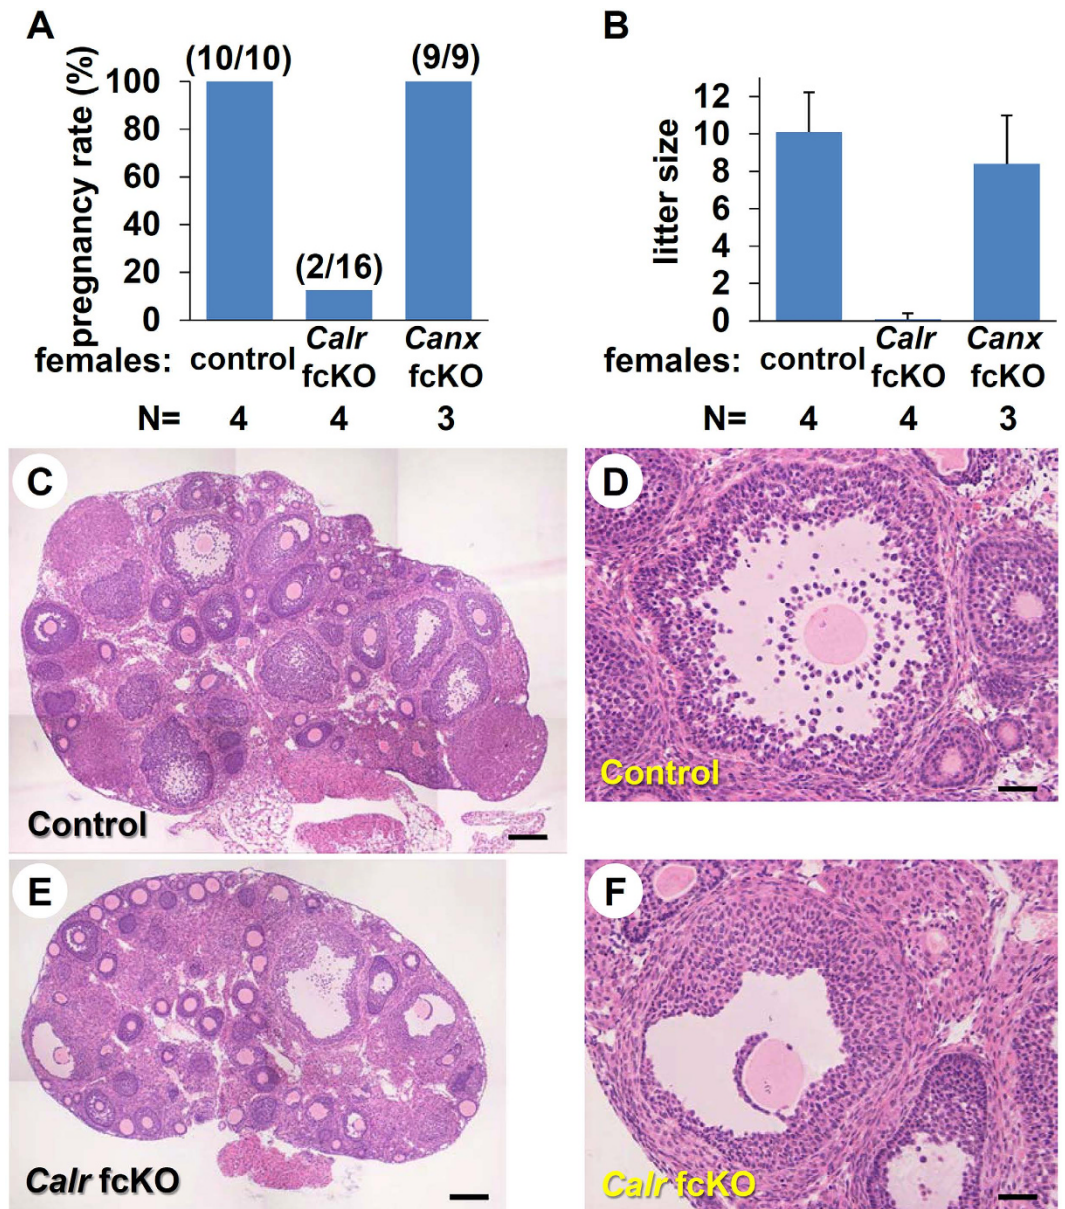 A
pregnancy rate (%)
(10/10)
(9/9)
(2/16)
100
80
60
40
20
0
females: control Calr fcKO Canx fcKO
N= 4 4 3
B
litter size
12
10
8
6
4
2
0
females: control Calr fcKO Canx fcKO
N= 4 4 3
C
Control
D
Control
E
Calr fcKO
F
Calr fcKO